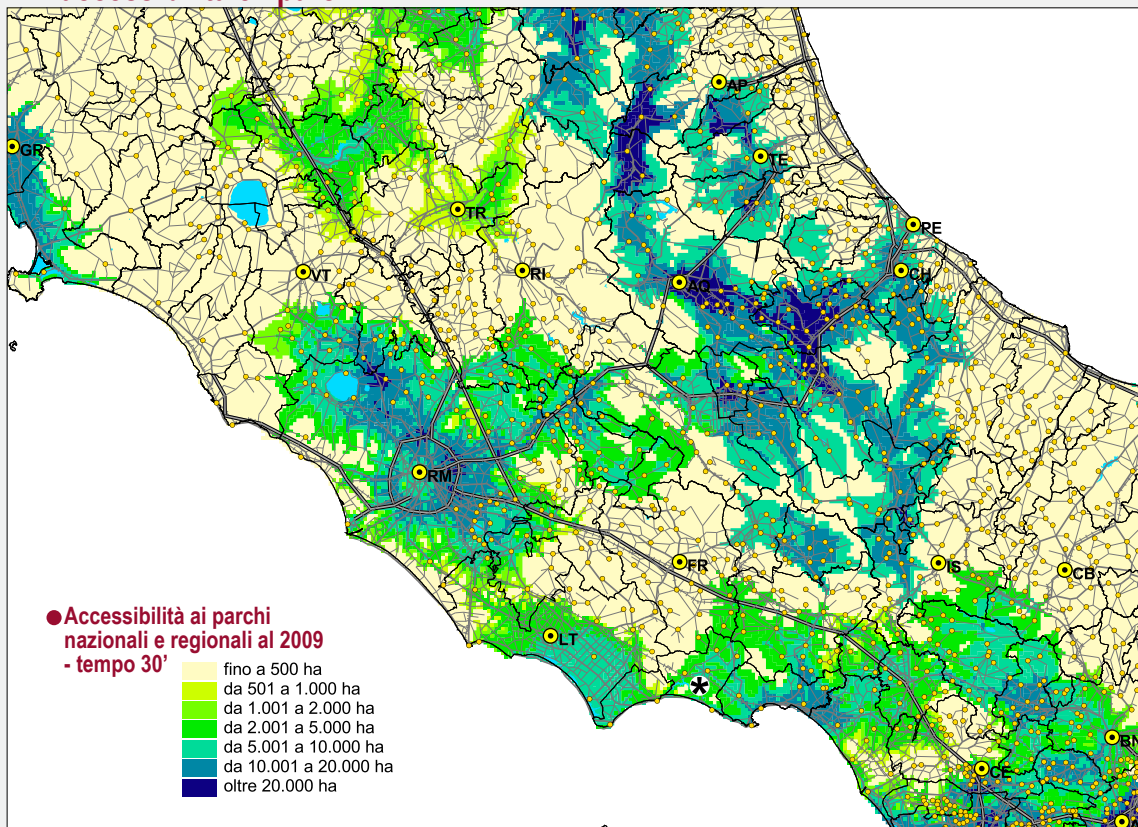 AP
GR
TE
TR
PE
VT
RI
AQ
CH
RM
FR
IS
CB
● Accessibilità ai parchi
nazionali e regionali al 2009
- tempo 30'
LT
*
fino a 500 ha
da 501 a 1.000 ha
da 1.001 a 2.000 ha
da 2.001 a 5.000 ha
da 5.001 a 10.000 ha
da 10.001 a 20.000 ha
oltre 20.000 ha
BN
CE